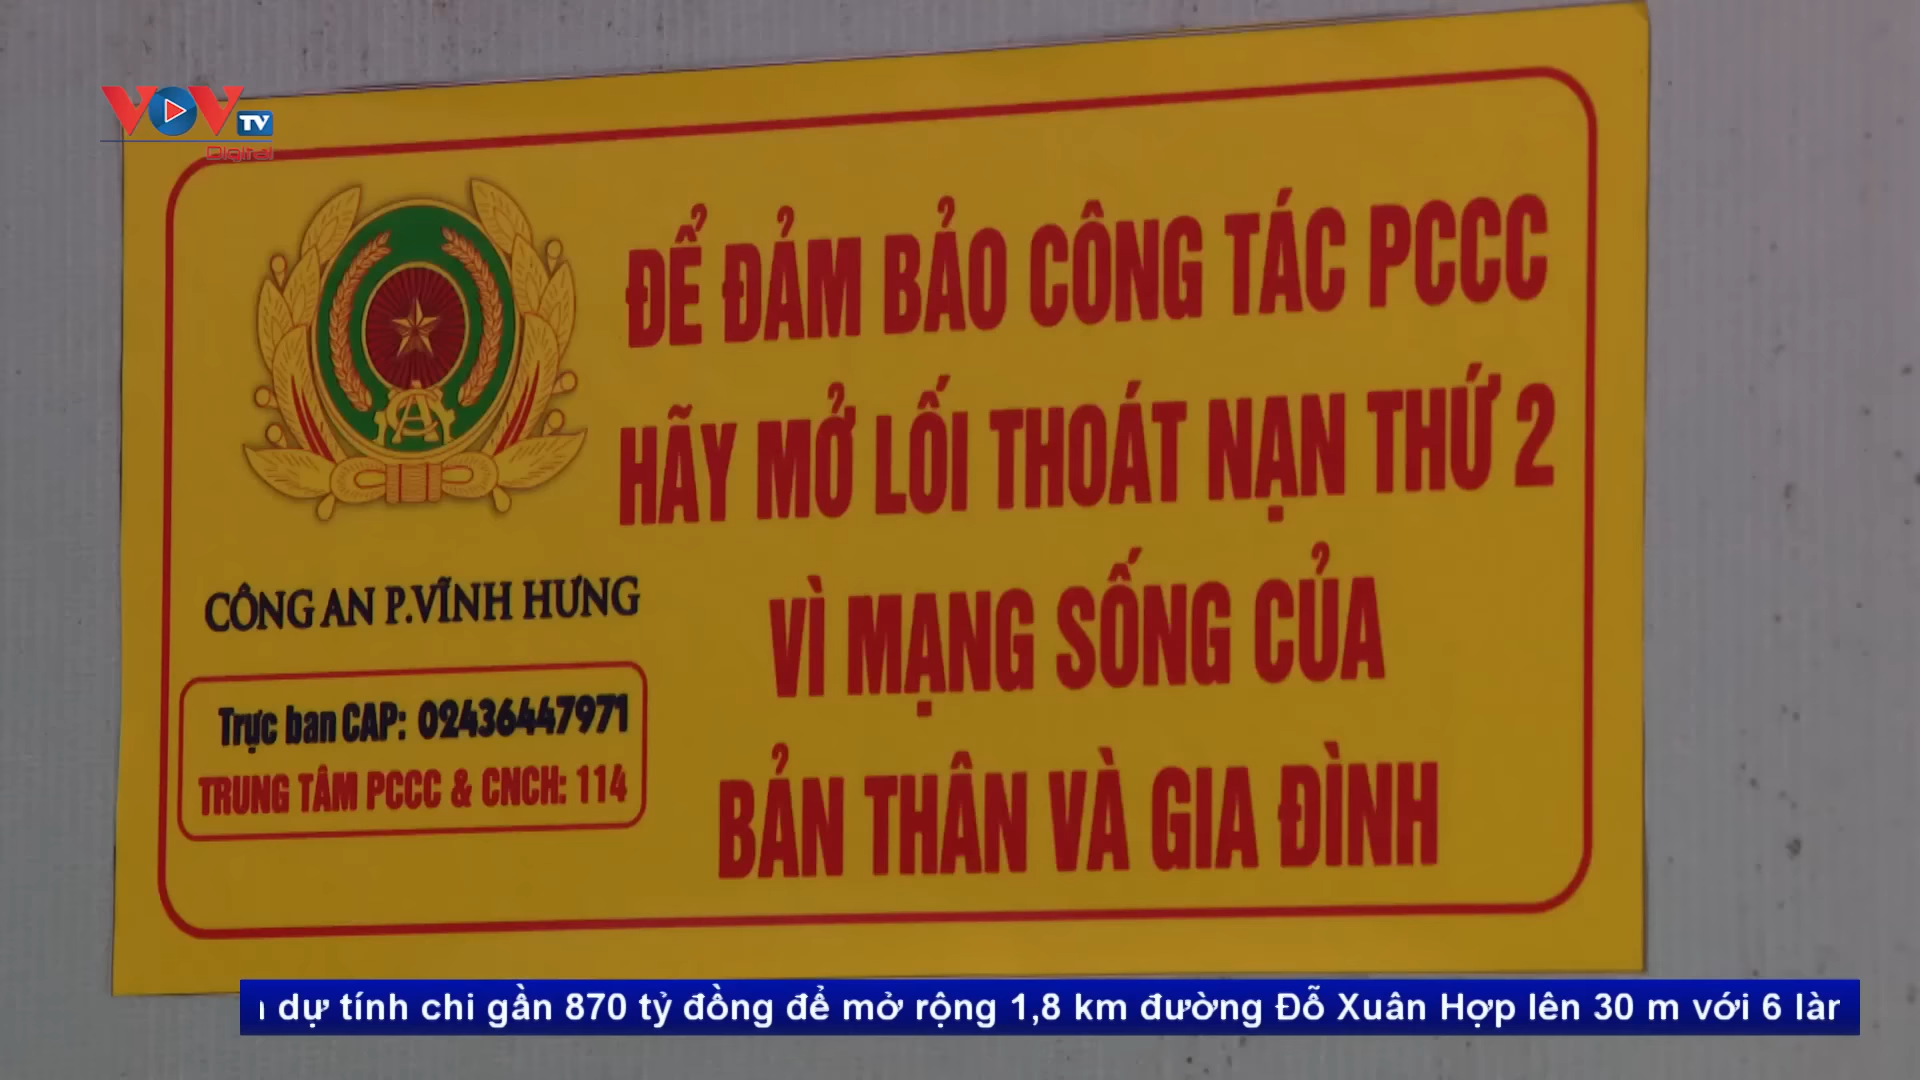 VOV TV
Digital
ĐỂ ĐẢM BẢO CÔNG TÁC PCCC
HÃY MỞ LỐI THOÁT NẠN THỨ 2
VÌ MẠNG SỐNG CỦA
BẢN THÂN VÀ GIA ĐÌNH
CÔNG AN P.VĨNH HƯNG
Trực ban CAP: 02436447971
TRUNG TÂM PCCC & CNCH: 114
dự tính chi gần 870 tỷ đồng để mở rộng 1,8 km đường Đỗ Xuân Hợp lên 30 m với 6 làr